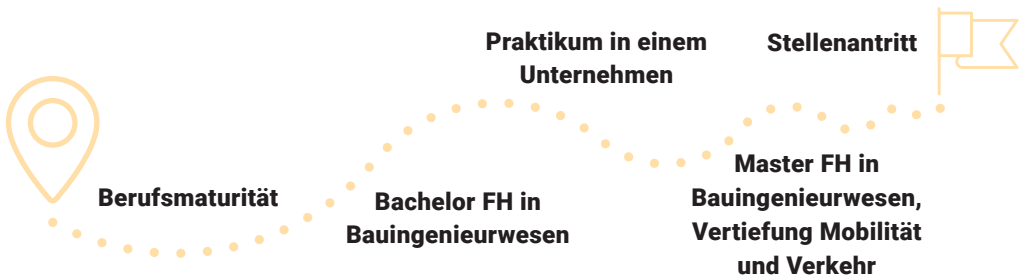 Berufsmaturität
Bachelor FH in
Bauingenieurwesen
Praktikum in einem
Unternehmen
Master FH in
Bauingenieurwesen,
Vertiefung Mobilität
und Verkehr
Stellenantritt